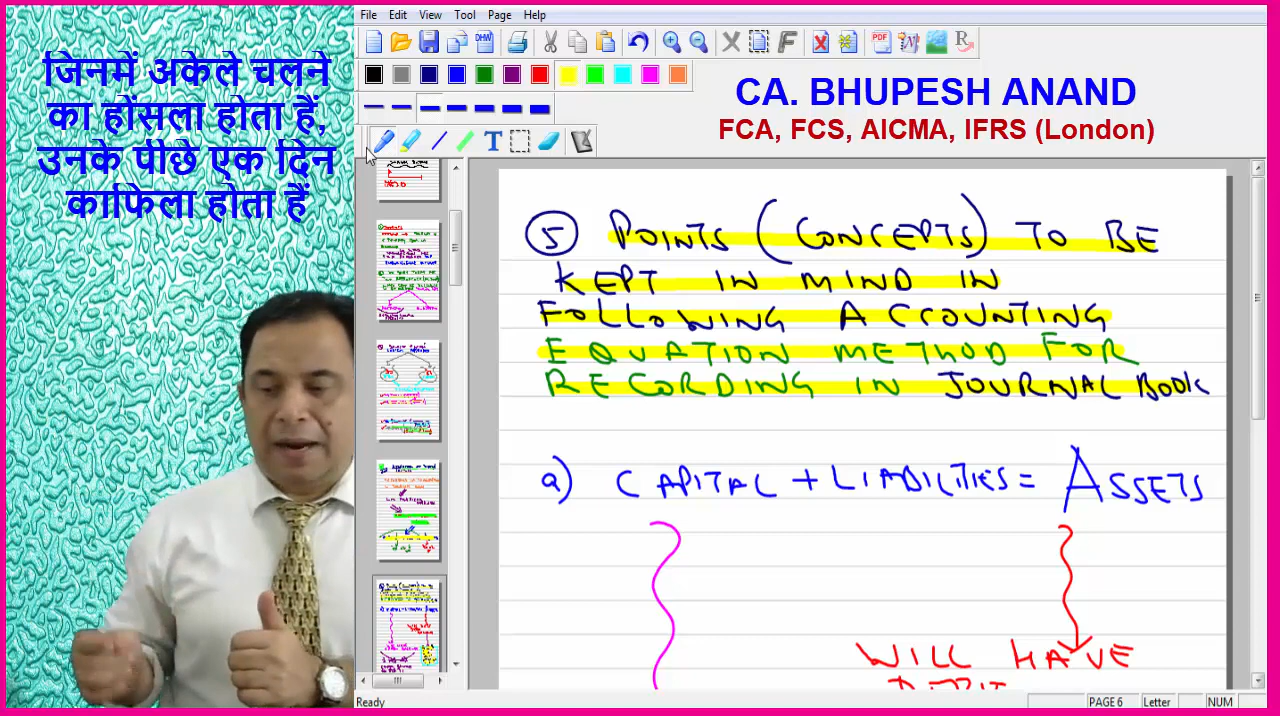 जिनमें अकेले चलने
का होंसला होता हैं,
उनके पीछे एक दिन
काफिला होता हैं
File Edit View Tool Page Help
DHW
PDF
CA. BHUPESH ANAND
FCA, FCS, AICMA, IFRS (London)
5 POINTS (CONCEPTS) TO BE
KEPT IN MIND IN
FOLLOWING ACCOUNTING
EQUATION METHOD FOR
RECORDING IN JOURNAL BOOK
a) CAPITAL + LIABILITIES = ASSETS
WILL HAVE
Ready PAGE 6 Letter NUM